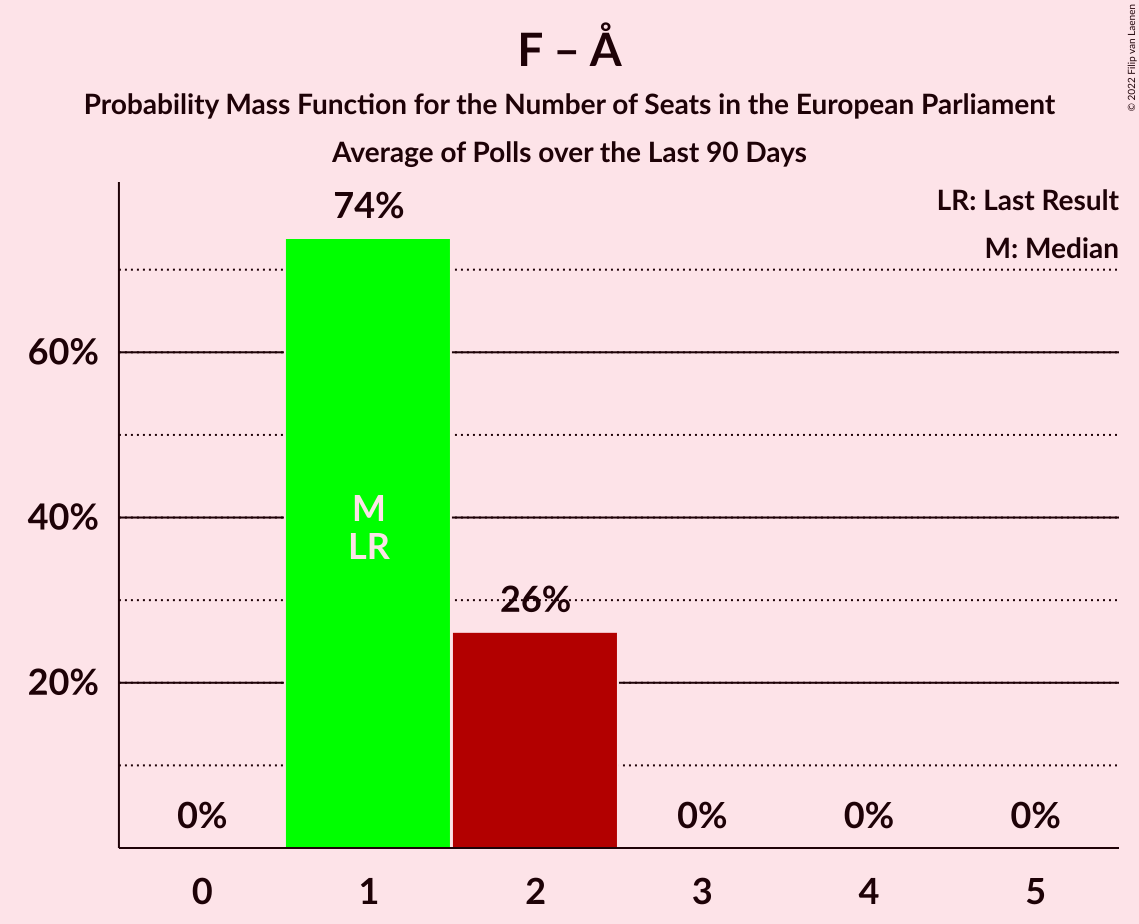 F – Å
Probability Mass Function for the Number of Seats in the European Parliament
Average of Polls over the Last 90 Days
© 2022 Filip van Laenen
LR: Last Result
M: Median
74%
60%
40%
20%
M
LR
26%
0%
0%
0%
0%
0
1
2
3
4
5